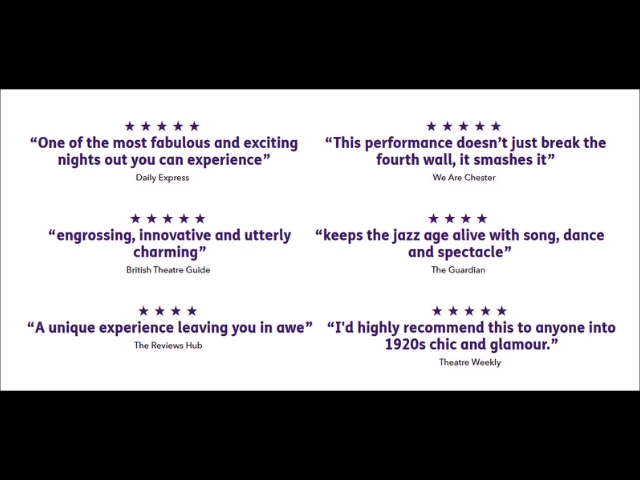 ★ ★ ★ ★ ★
“One of the most fabulous and exciting
nights out you can experience”
Daily Express
★ ★ ★ ★ ★
“This performance doesn’t just break the
fourth wall, it smashes it”
We Are Chester
★ ★ ★ ★ ★
“engrossing, innovative and utterly
charming”
British Theatre Guide
★ ★ ★ ★
“keeps the jazz age alive with song, dance
and spectacle”
The Guardian
★ ★ ★ ★
“A unique experience leaving you in awe”
The Reviews Hub
★ ★ ★ ★ ★
“I'd highly recommend this to anyone into
1920s chic and glamour.”
Theatre Weekly